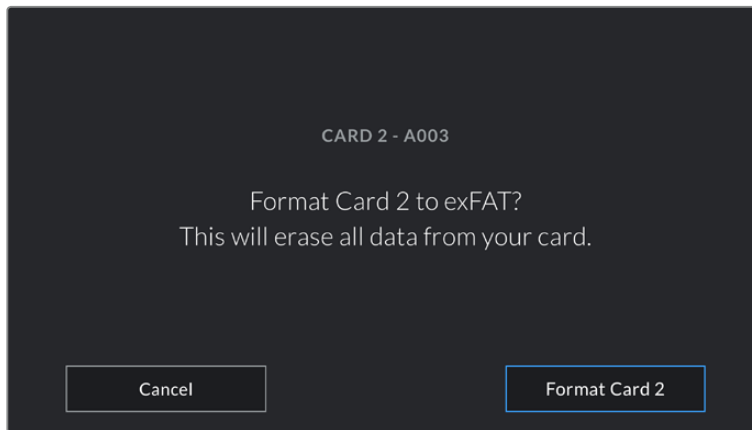 CARD 2 - A003
Format Card 2 to exFAT?
This will erase all data from your card.
Cancel
Format Card 2